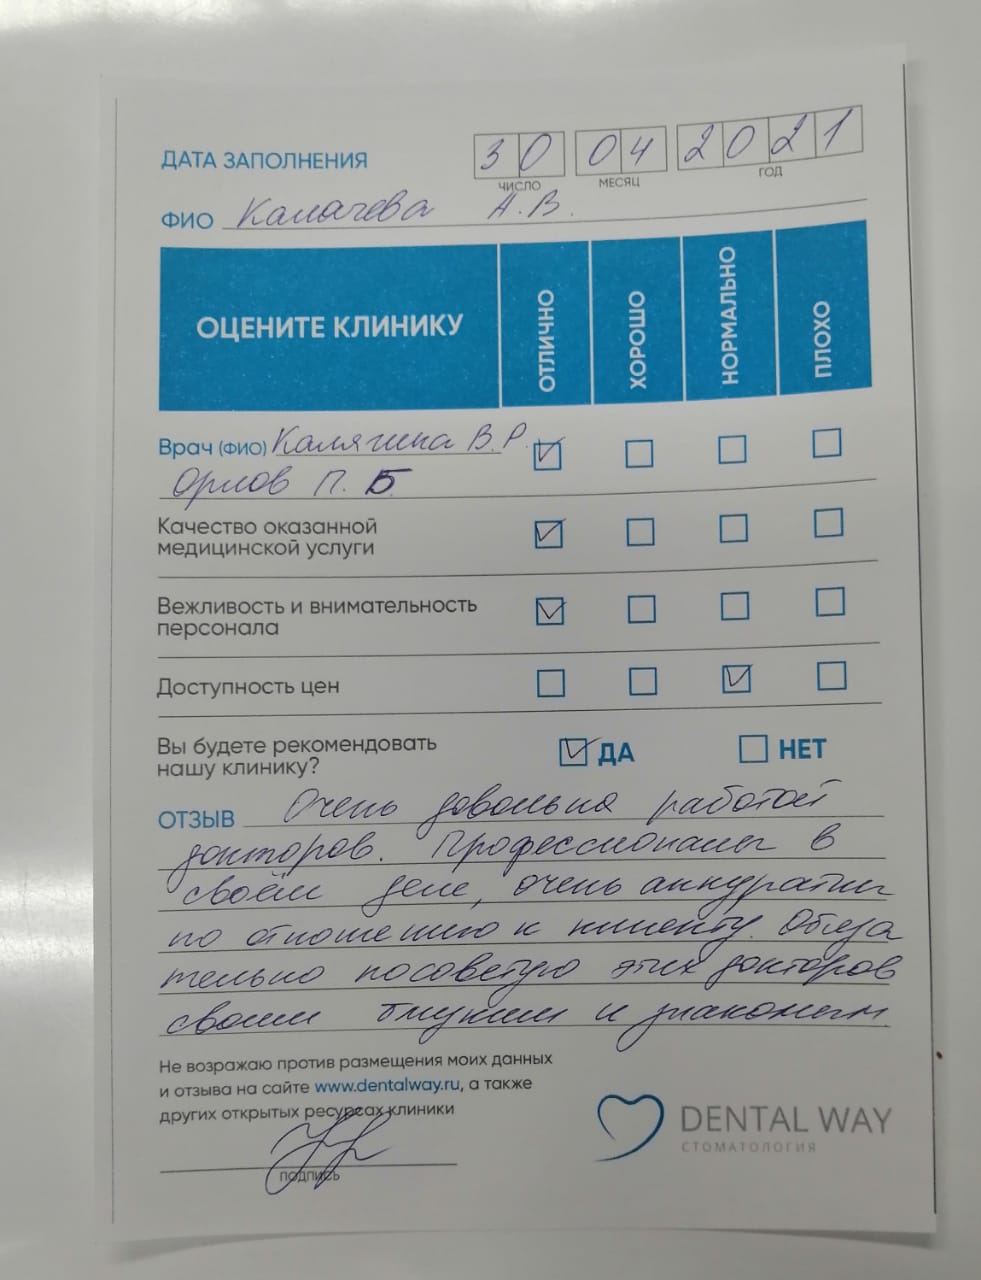 ДАТА ЗАПОЛНЕНИЯ 30 04 2021
ЧИСЛО МЕСЯЦ ГОД
ФИО Калачева А.В.
ОЦЕНИТЕ КЛИНИКУ ОТЛИЧНО ХОРОШО НОРМАЛЬНО ПЛОХО
Врач (ФИО) Калягина В.Р.
Орлов П. Б
Качество оказанной
медицинской услуги
Вежливость и внимательность
персонала
Доступность цен
Вы будете рекомендовать
нашу клинику? ДА НЕТ
ОТЗЫВ Очень довольна работой
докторов. Профессионалы в
своём деле, очень аккуратны
по отношению к клиенту. Обяза
тельно посоветую этих докторов
своим близким и знакомым
Не возражаю против размещения моих данных
и отзыва на сайте www.dentalway.ru, а также
других открытых ресурсах клиники
подпись
DENTAL WAY
СТОМАТОЛОГИЯ